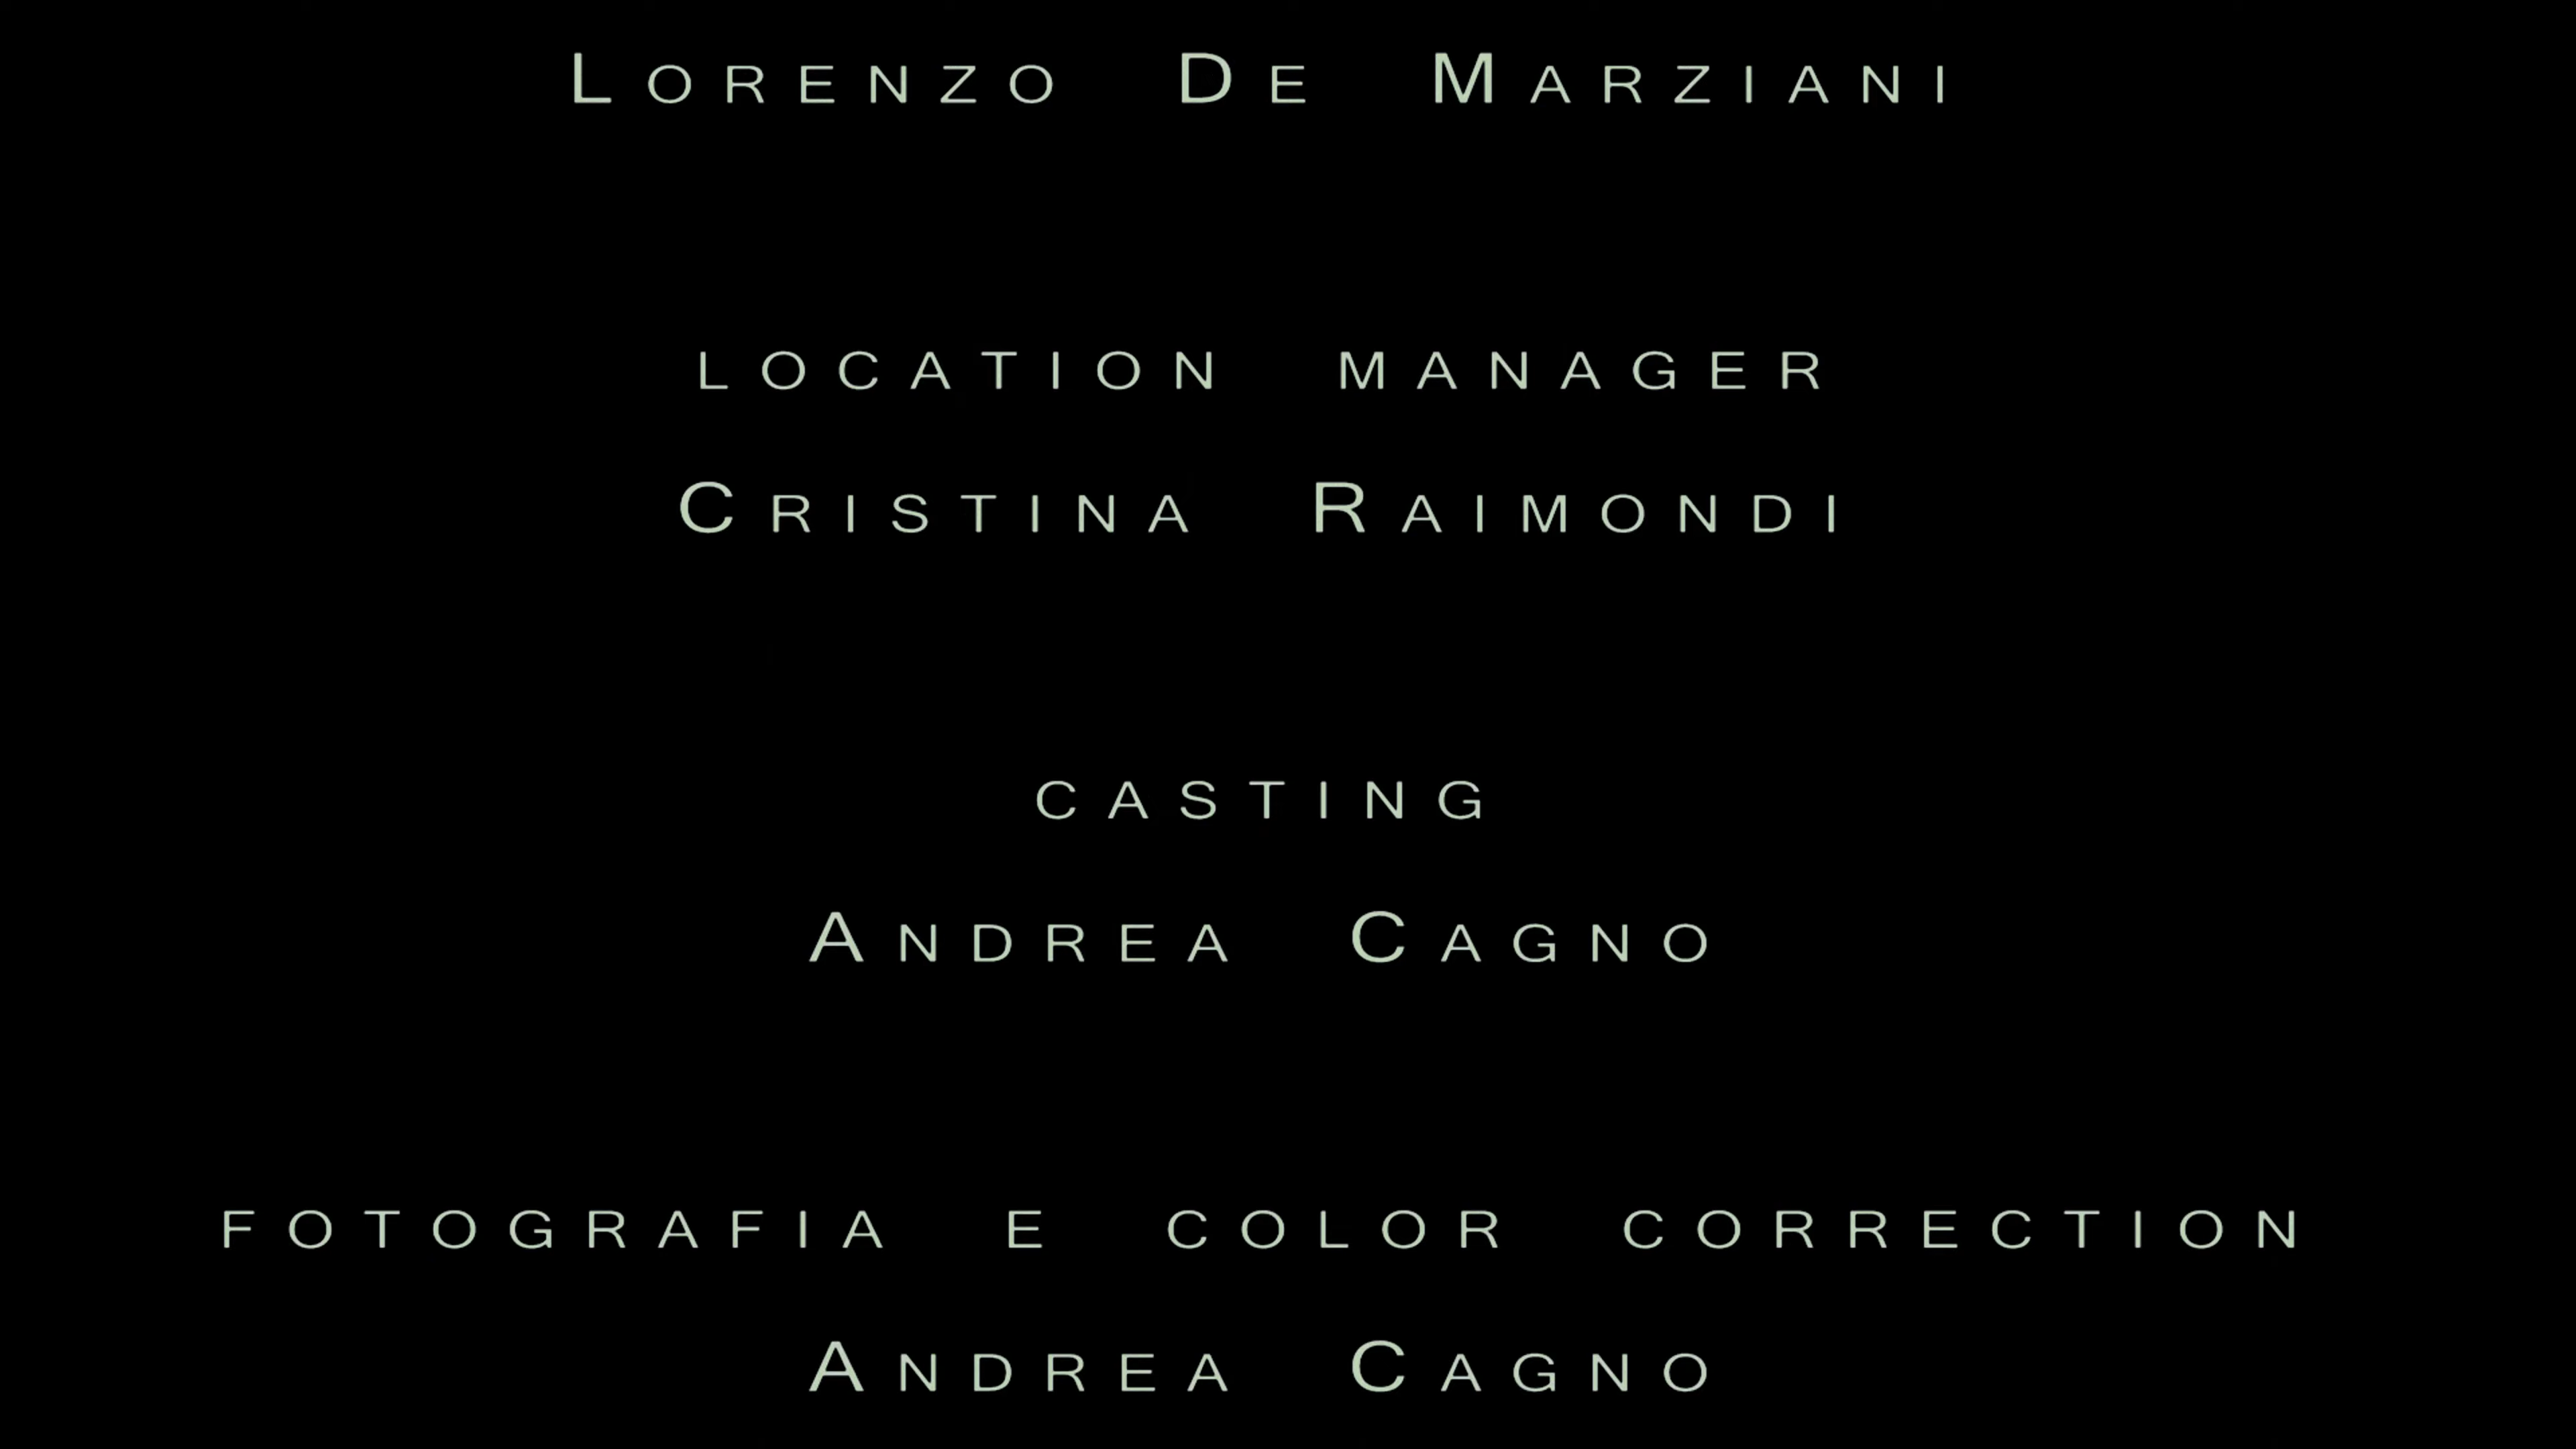 Lorenzo De Marziani
location manager
Cristina Raimondi
casting
Andrea Cagno
fotografia e color correction
Andrea Cagno